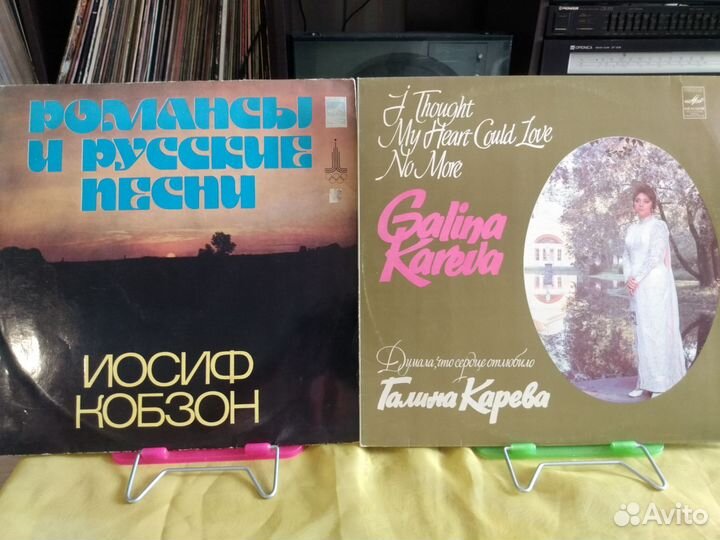 РОМАНСЫ
И РУССКИЕ
ПЕСНИ
ИОСИФ
КОБЗОН
I Thought
My Heart Could Love
No More
Galina
Kareva
Думала, что сердце отлюбило
Галина Карева
PIONEER
Avito